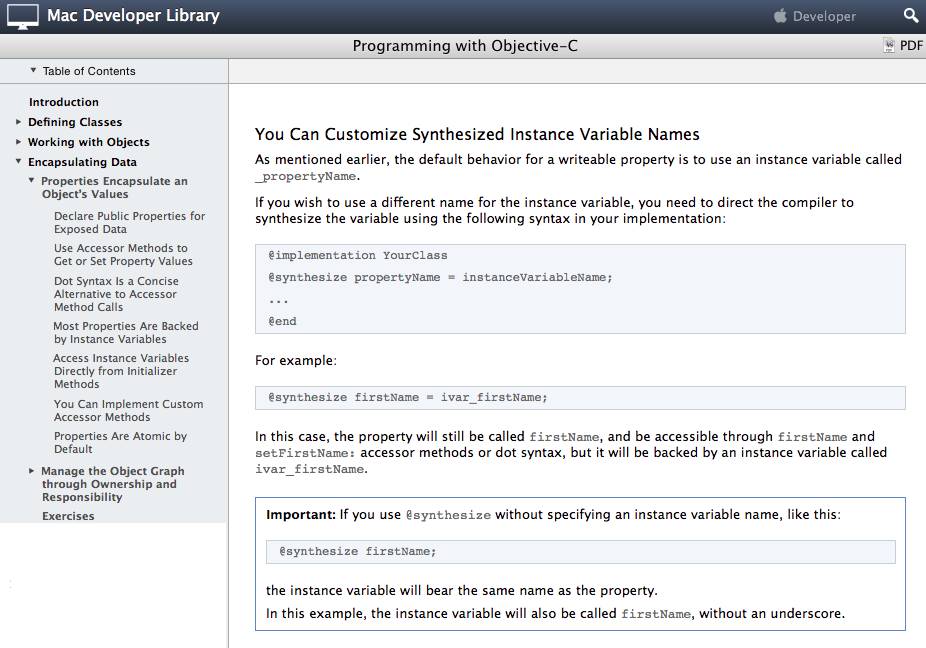 Mac Developer Library
Developer
Programming with Objective-C
PDF
Table of Contents
Introduction
Defining Classes
Working with Objects
Encapsulating Data
Properties Encapsulate an
Object's Values
Declare Public Properties for
Exposed Data
Use Accessor Methods to
Get or Set Property Values
Dot Syntax Is a Concise
Alternative to Accessor
Method Calls
Most Properties Are Backed
by Instance Variables
Access Instance Variables
Directly from Initializer
Methods
You Can Implement Custom
Accessor Methods
Properties Are Atomic by
Default
Manage the Object Graph
through Ownership and
Responsibility
Exercises
You Can Customize Synthesized Instance Variable Names
As mentioned earlier, the default behavior for a writeable property is to use an instance variable called
_propertyName.
If you wish to use a different name for the instance variable, you need to direct the compiler to
synthesize the variable using the following syntax in your implementation:
@implementation YourClass
@synthesize propertyName = instanceVariableName;
...
@end
For example:
@synthesize firstName = ivar_firstName;
In this case, the property will still be called firstName, and be accessible through firstName and
setFirstName: accessor methods or dot syntax, but it will be backed by an instance variable called
ivar_firstName.
Important: If you use @synthesize without specifying an instance variable name, like this:
@synthesize firstName;
the instance variable will bear the same name as the property.
In this example, the instance variable will also be called firstName, without an underscore.